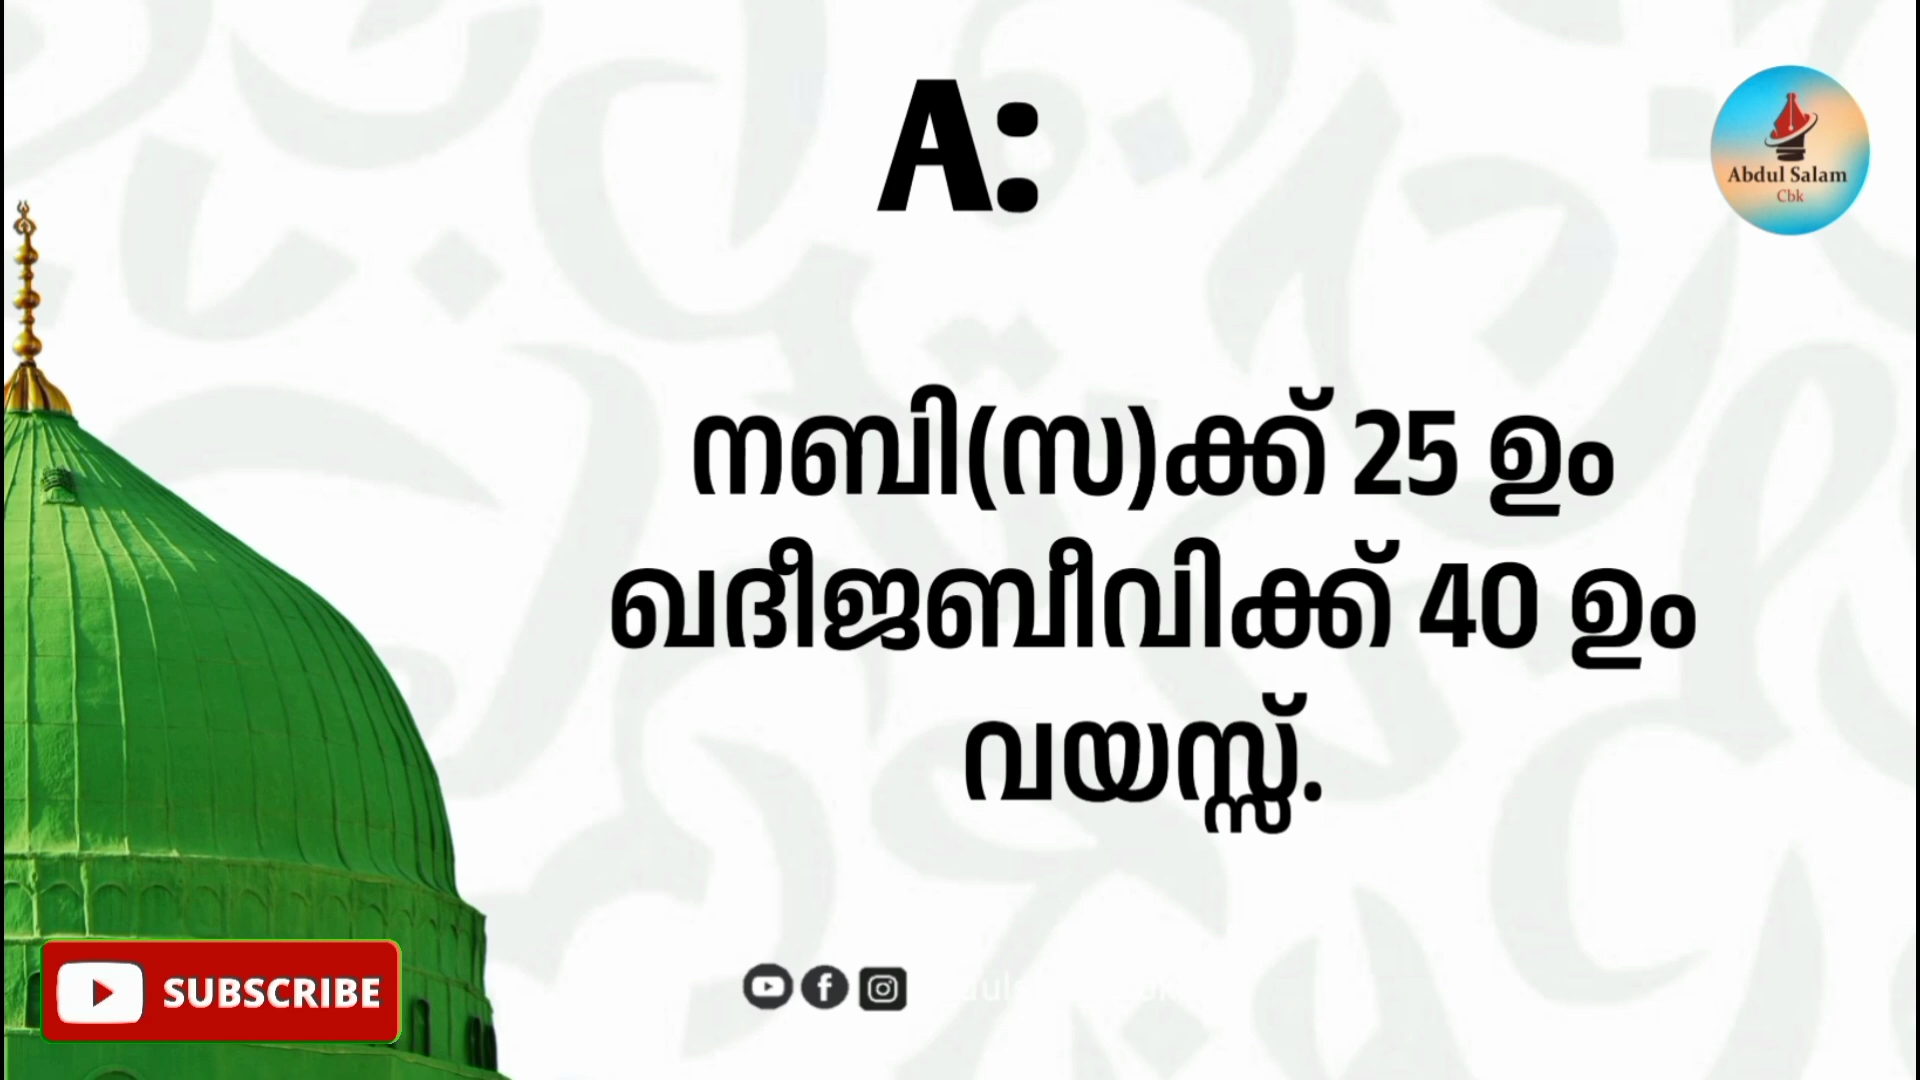 A:
Abdul Salam
Cbk
നബി(സ)ക്ക് 25 ഉം
ഖദീജബീവിക്ക് 40 ഉം
വയസ്സ്.
SUBSCRIBE